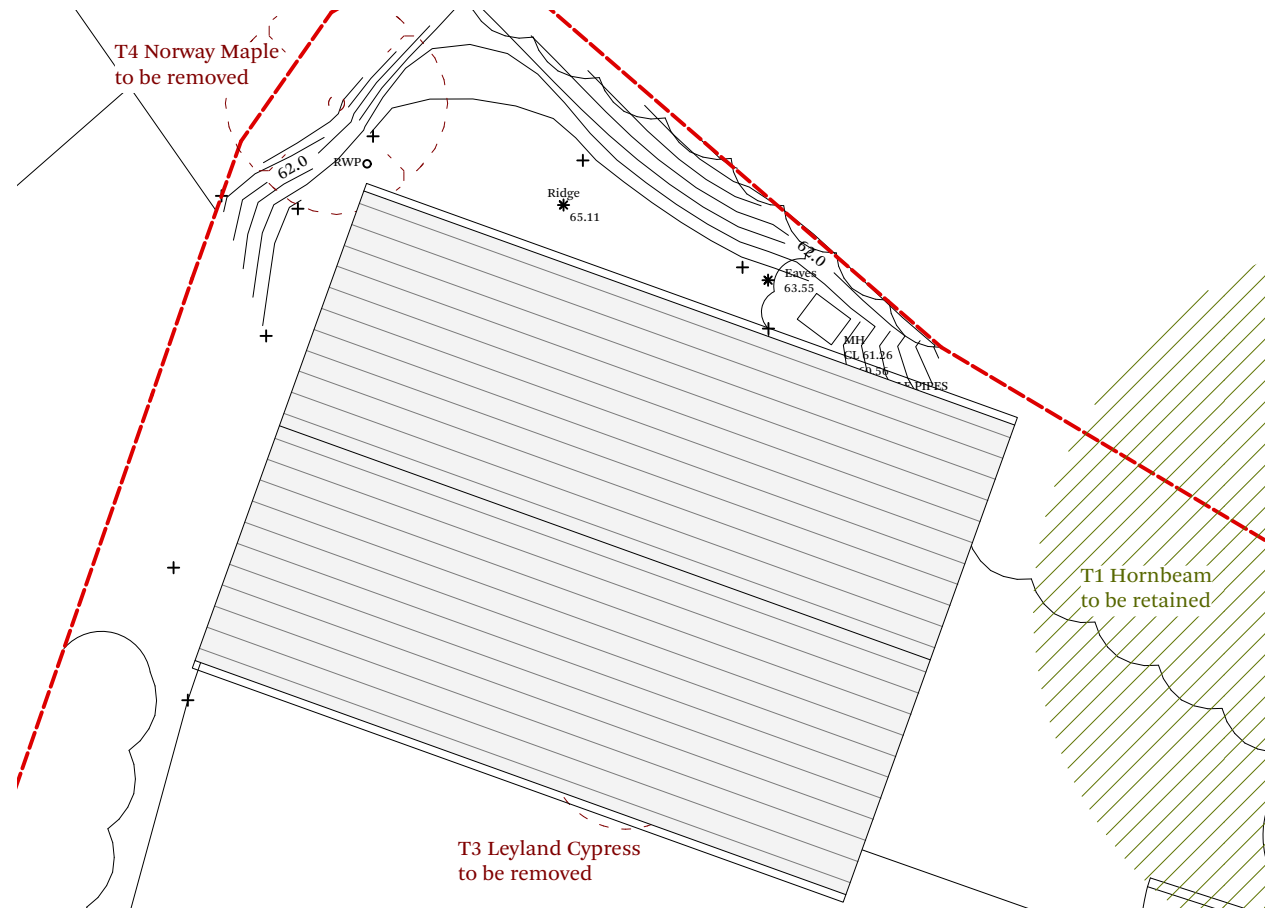 T4 Norway Maple
to be removed
62.0
RWP
Ridge
65.11
62.0
Eaves
63.55
MH
CL 61.26
PIPES
T1 Hornbeam
to be retained
T3 Leyland Cypress
to be removed